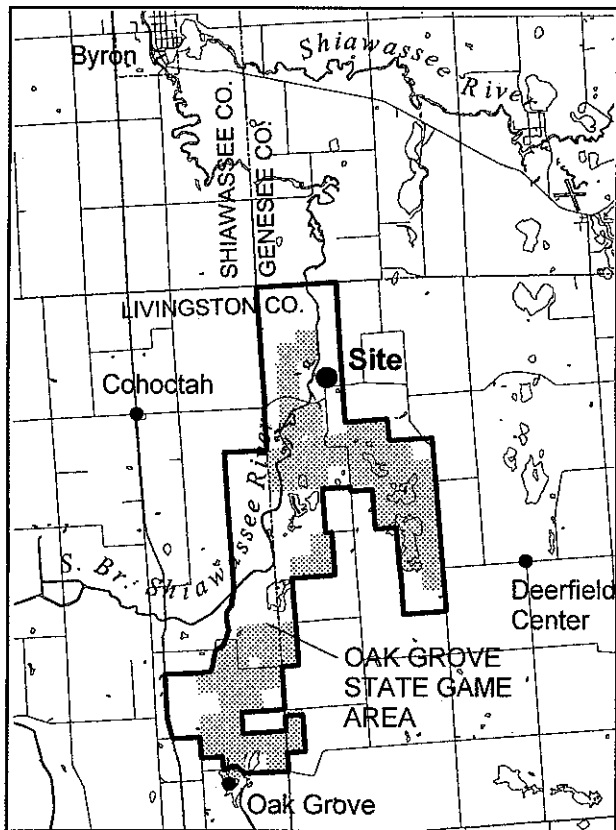 Byron
Shiawassee
River
SHIAWASSEE CO.
GENESEE CO.
LIVINGSTON CO.
Site
Cohoctah
S. Br. Shiawassee River
Deerfield
Center
OAK GROVE
STATE GAME
AREA
Oak Grove